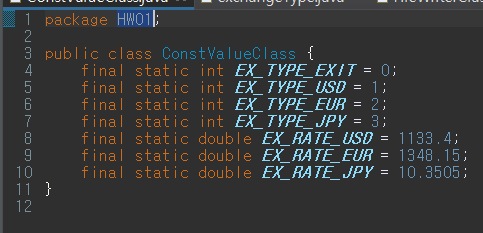 1 package HW01;
2
3 public class ConstValueClass {
4 final static int EX_TYPE_EXIT = 0;
5 final static int EX_TYPE_USD = 1;
6 final static int EX_TYPE_EUR = 2;
7 final static int EX_TYPE_JPY = 3;
8 final static double EX_RATE_USD = 1133.4;
9 final static double EX_RATE_EUR = 1348.15;
10 final static double EX_RATE_JPY = 10.3505;
11 }
12